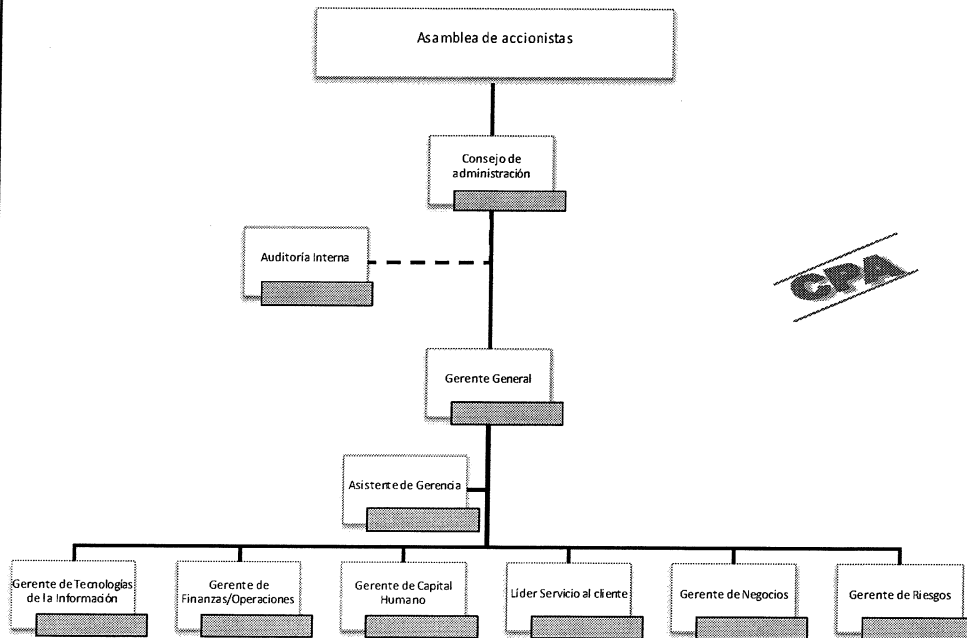 Asamblea de accionistas
Consejo de
administración
Auditoría Interna
CPA
Gerente General
Asistente de Gerencia
Gerente de Tecnologías
de la Información
Gerente de
Finanzas/Operaciones
Gerente de Capital
Humano
Líder Servicio al cliente
Gerente de Negocios
Gerente de Riesgos